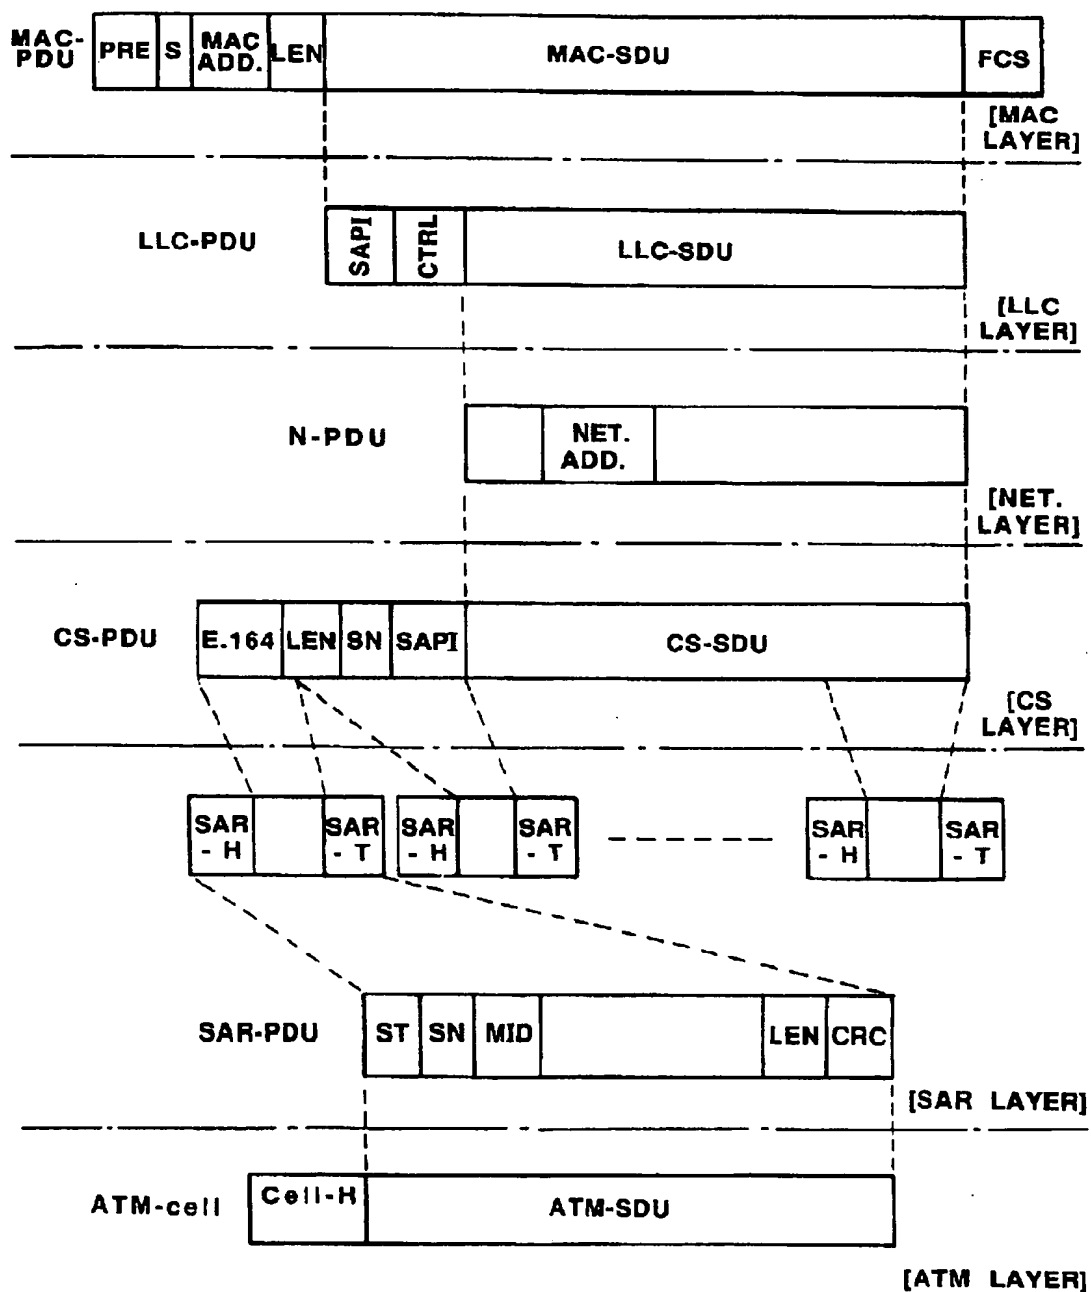 MAC-
PDU
PRE
S
MAC
ADD.
LEN
MAC-SDU
FCS
[MAC
LAYER]
LLC-PDU
SAPI
CTRL
LLC-SDU
[LLC
LAYER]
N-PDU
NET.
ADD.
[NET.
LAYER]
CS-PDU
E.164
LEN
SN
SAPI
CS-SDU
[CS
LAYER]
SAR
- H
SAR
- T
SAR
- H
SAR
- T
SAR
- H
SAR
- T
SAR-PDU
ST
SN
MID
LEN
CRC
[SAR LAYER]
ATM-cell
Cell-H
ATM-SDU
[ATM LAYER]